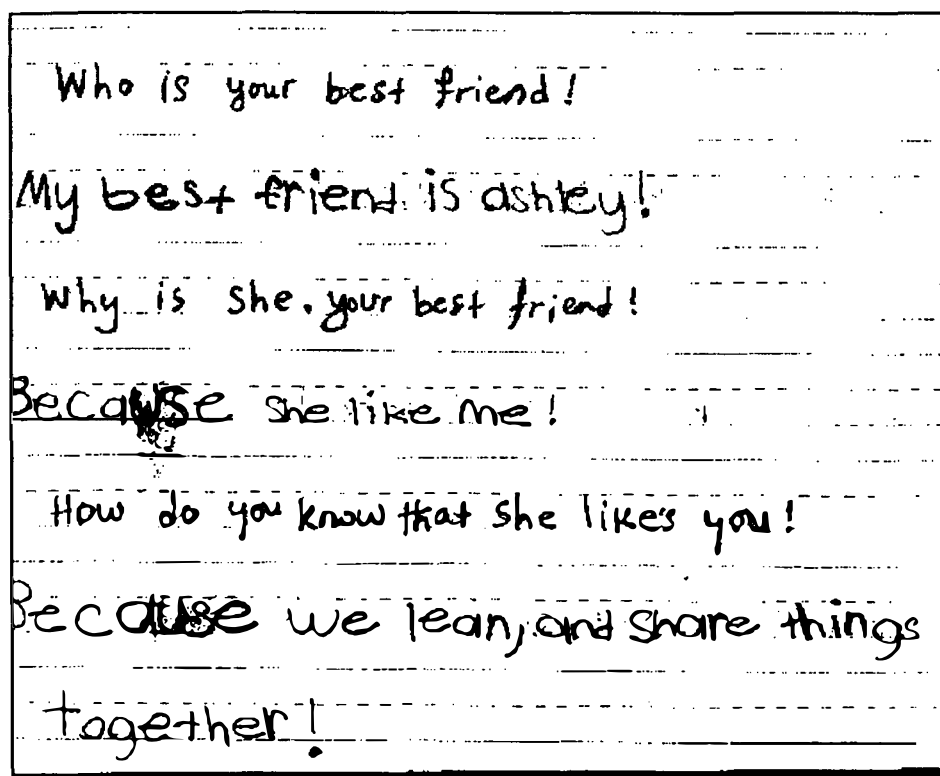 Who is your best friend!
My best friend is ashley!
Why is she. your best friend!
Because she like me!
How do you know that she likes you!
Because we lean, and share things
together!